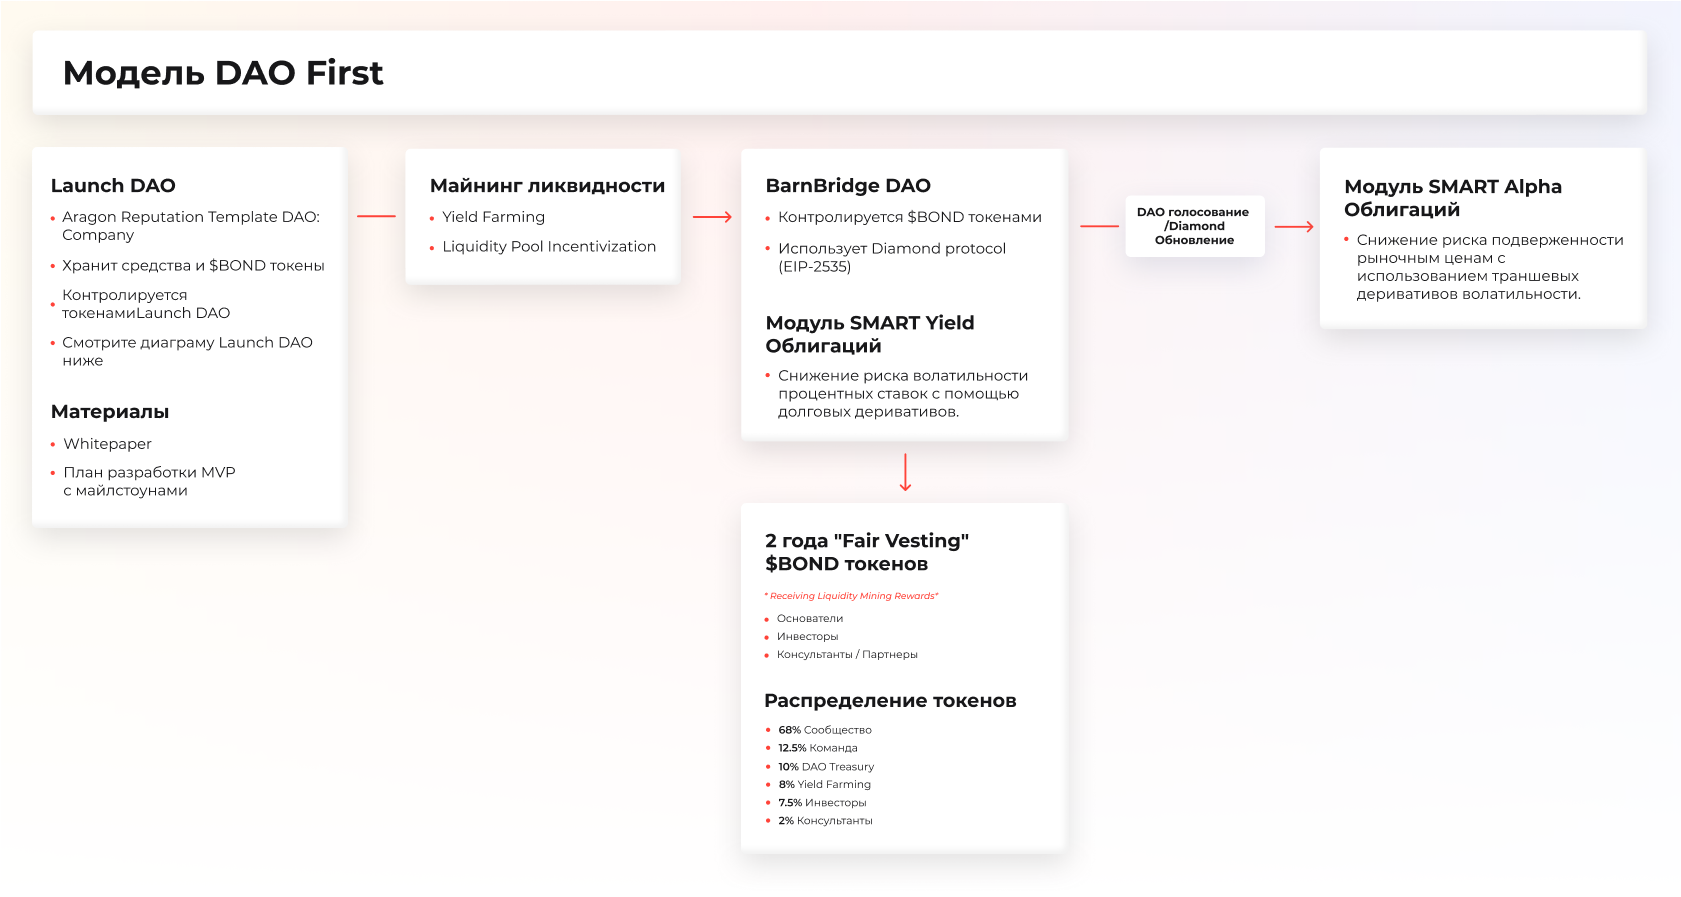 Модель DAO First
Launch DAO
Aragon Reputation Template DAO:
Company
Хранит средства и $BOND токены
Контролируется
токенамиLaunch DAO
Смотрите диаграму Launch DAO
ниже
Материалы
Whitepaper
План разработки MVP
с майлстоунами
Майнинг ликвидности
Yield Farming
Liquidity Pool Incentivization
BarnBridge DAO
Контролируется $BOND токенами
Использует Diamond protocol
(EIP-2535)
Модуль SMART Yield
Облигаций
Снижение риска волатильности
процентных ставок с помощью
долговых деривативов.
DAO голосование
/Diamond
Обновление
Модуль SMART Alpha
Облигаций
Снижение риска подверженности
рыночным ценам с
использованием траншевых
деривативов волатильности.
2 года "Fair Vesting"
$BOND токенов
* Receiving Liquidity Mining Rewards*
Основатели
Инвесторы
Консультанты / Партнеры
Распределение токенов
68% Сообщество
12.5% Команда
10% DAO Treasury
8% Yield Farming
7.5% Инвесторы
2% Консультанты